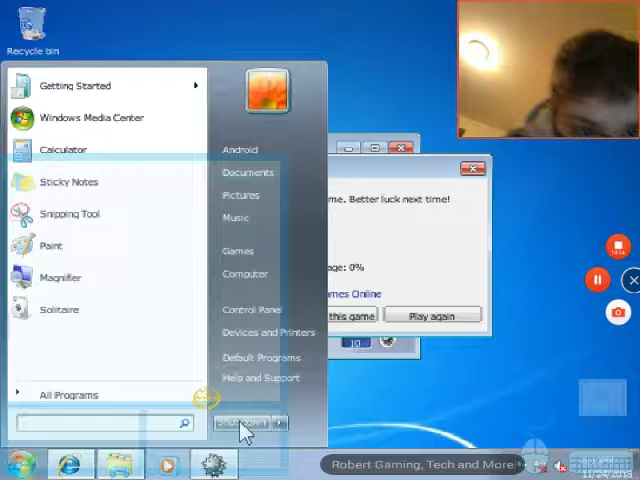 Recycle bin
Getting Started
Windows Media Center
Calculator
Sticky Notes
Snipping Tool
Paint
Magnifier
Solitaire
All Programs
Android
Documents
Pictures
Music
Games
Computer
Control Panel
Devices and Printers
Default Programs
Help and Support
me. Better luck next time!
age: 0%
mes Online
this game
Play again
10
Robert Gaming, Tech and More